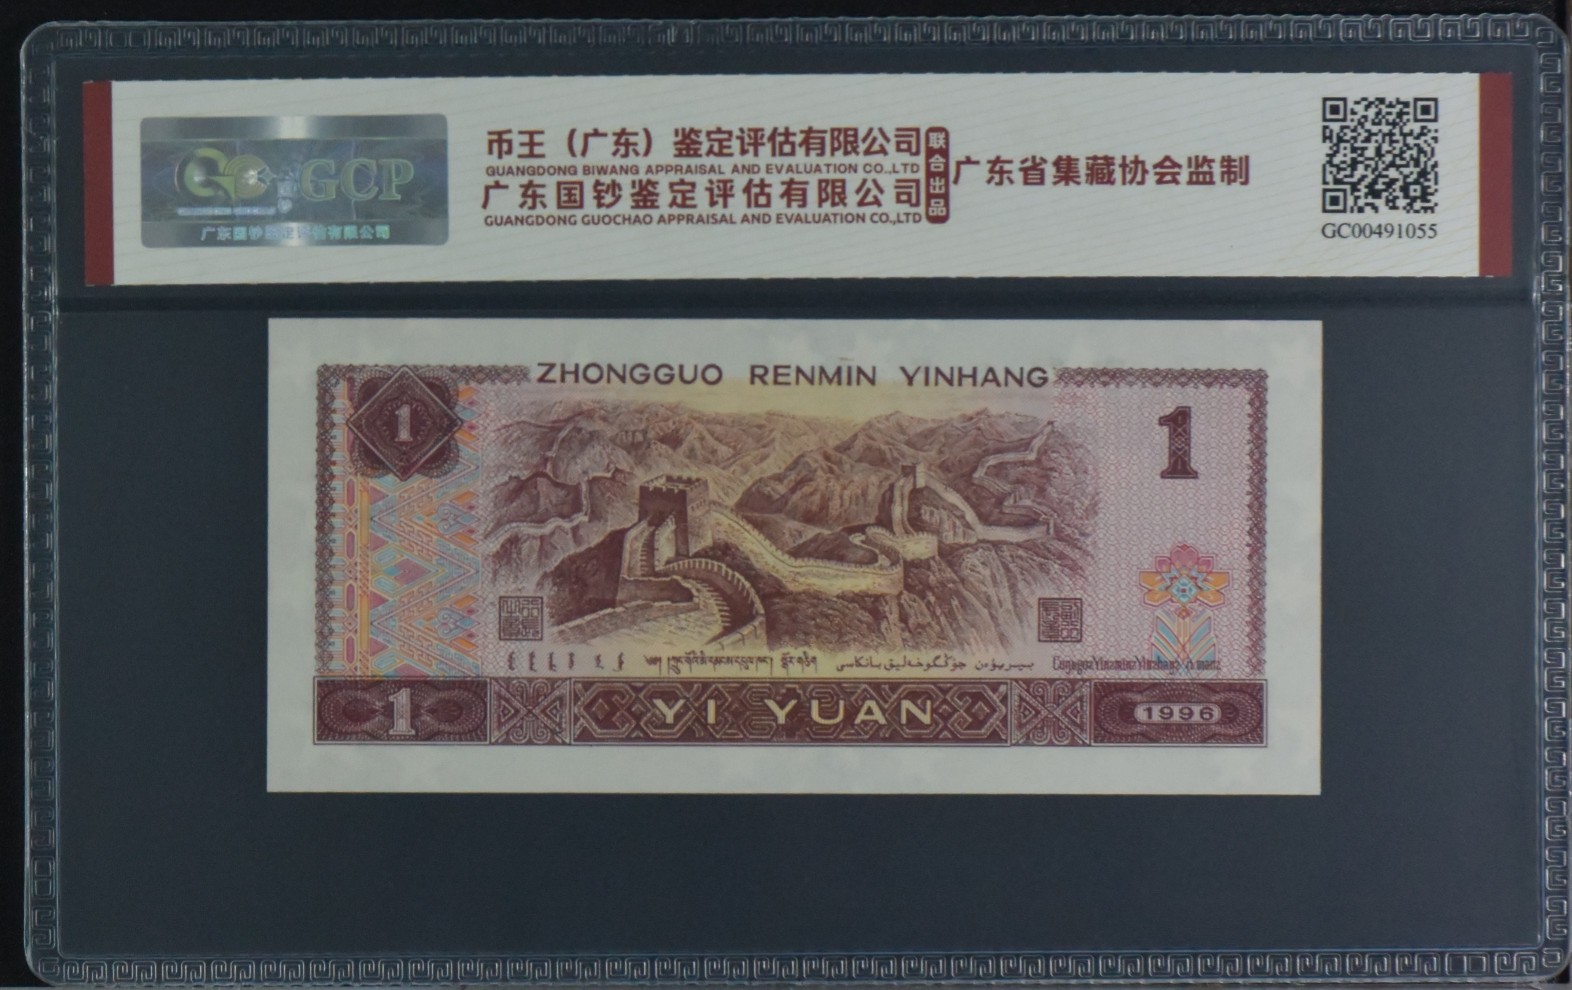 GCP
广东国钞鉴定评估有限公司
币王（广东）鉴定评估有限公司
GUANGDONG BIWANG APPRAISAL AND EVALUATION CO.,LTD
广东国钞鉴定评估有限公司
GUANGDONG GUOCHAO APPRAISAL AND EVALUATION CO.,LTD
联合出品
广东省集藏协会监制
GC00491055
ZHONGGUO RENMIN YINHANG
1
1
1
YI YUAN
1996